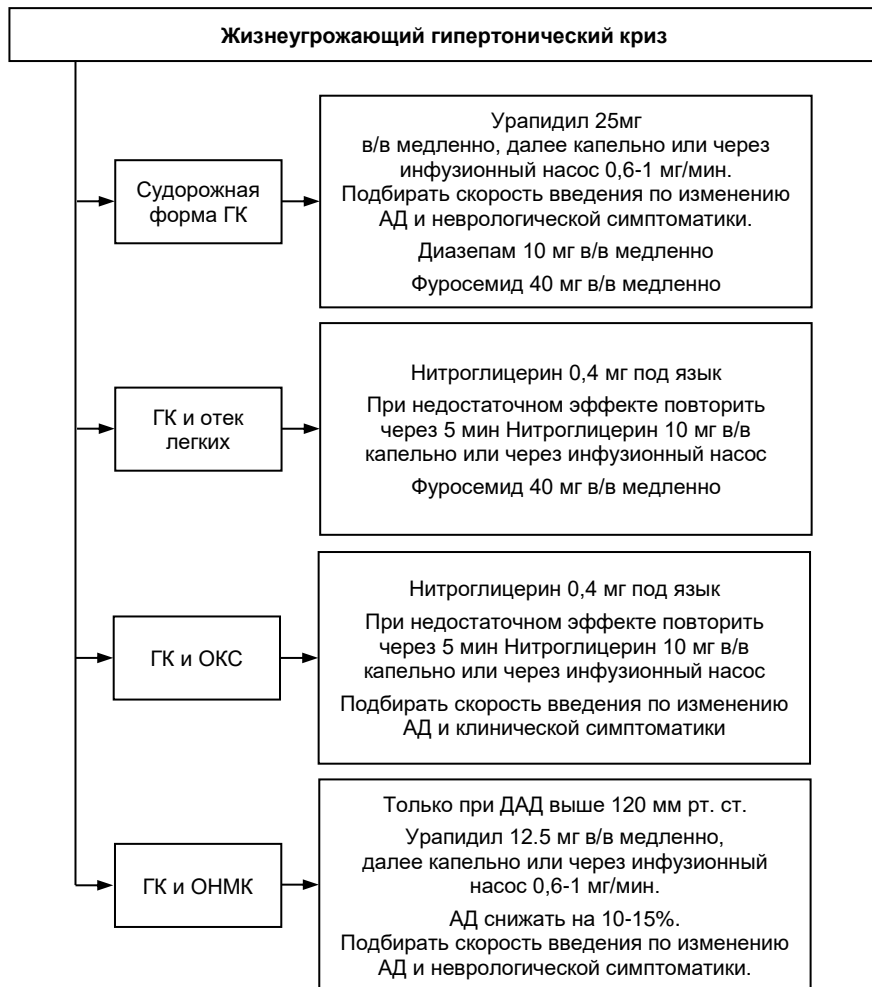 Жизнеугрожающий гипертонический криз
Судорожная
форма ГК
Урапидил 25мг
в/в медленно, далее капельно или через
инфузионный насос 0,6-1 мг/мин.
Подбирать скорость введения по изменению
АД и неврологической симптоматики.
Диазепам 10 мг в/в медленно
Фуросемид 40 мг в/в медленно
ГК и отек
легких
Нитроглицерин 0,4 мг под язык
При недостаточном эффекте повторить
через 5 мин Нитроглицерин 10 мг в/в
капельно или через инфузионный насос
Фуросемид 40 мг в/в медленно
ГК и ОКС
Нитроглицерин 0,4 мг под язык
При недостаточном эффекте повторить
через 5 мин Нитроглицерин 10 мг в/в
капельно или через инфузионный насос
Подбирать скорость введения по изменению
АД и клинической симптоматики
ГК и ОНМК
Только при ДАД выше 120 мм рт. ст.
Урапидил 12.5 мг в/в медленно,
далее капельно или через инфузионный
насос 0,6-1 мг/мин.
АД снижать на 10-15%.
Подбирать скорость введения по изменению
АД и неврологической симптоматики.